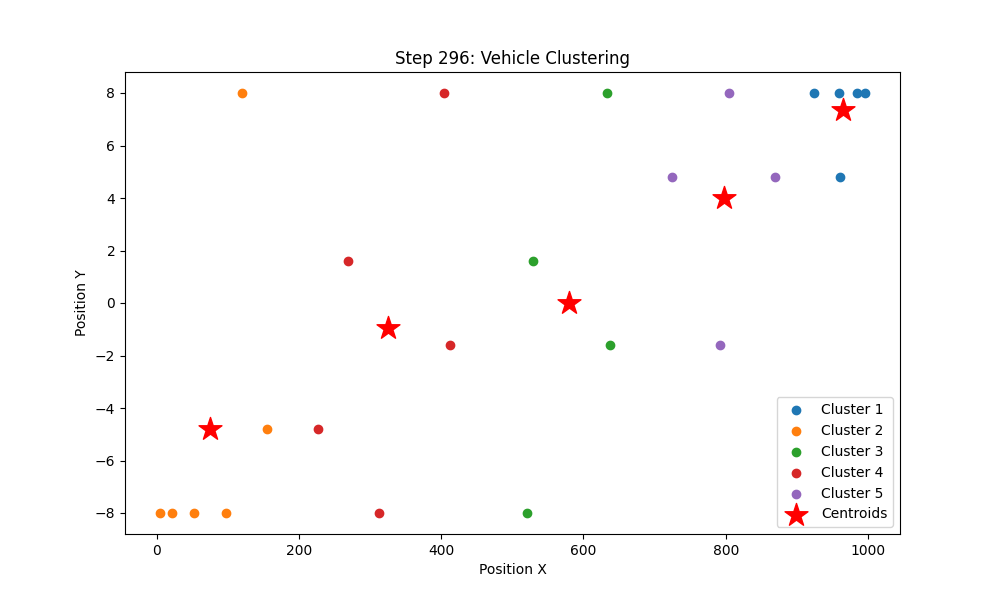 Step 296: Vehicle Clustering
Position Y
8
6
4
2
0
−2
−4
−6
−8
0 200 400 600 800 1000
Position X
Cluster 1
Cluster 2
Cluster 3
Cluster 4
Cluster 5
Centroids